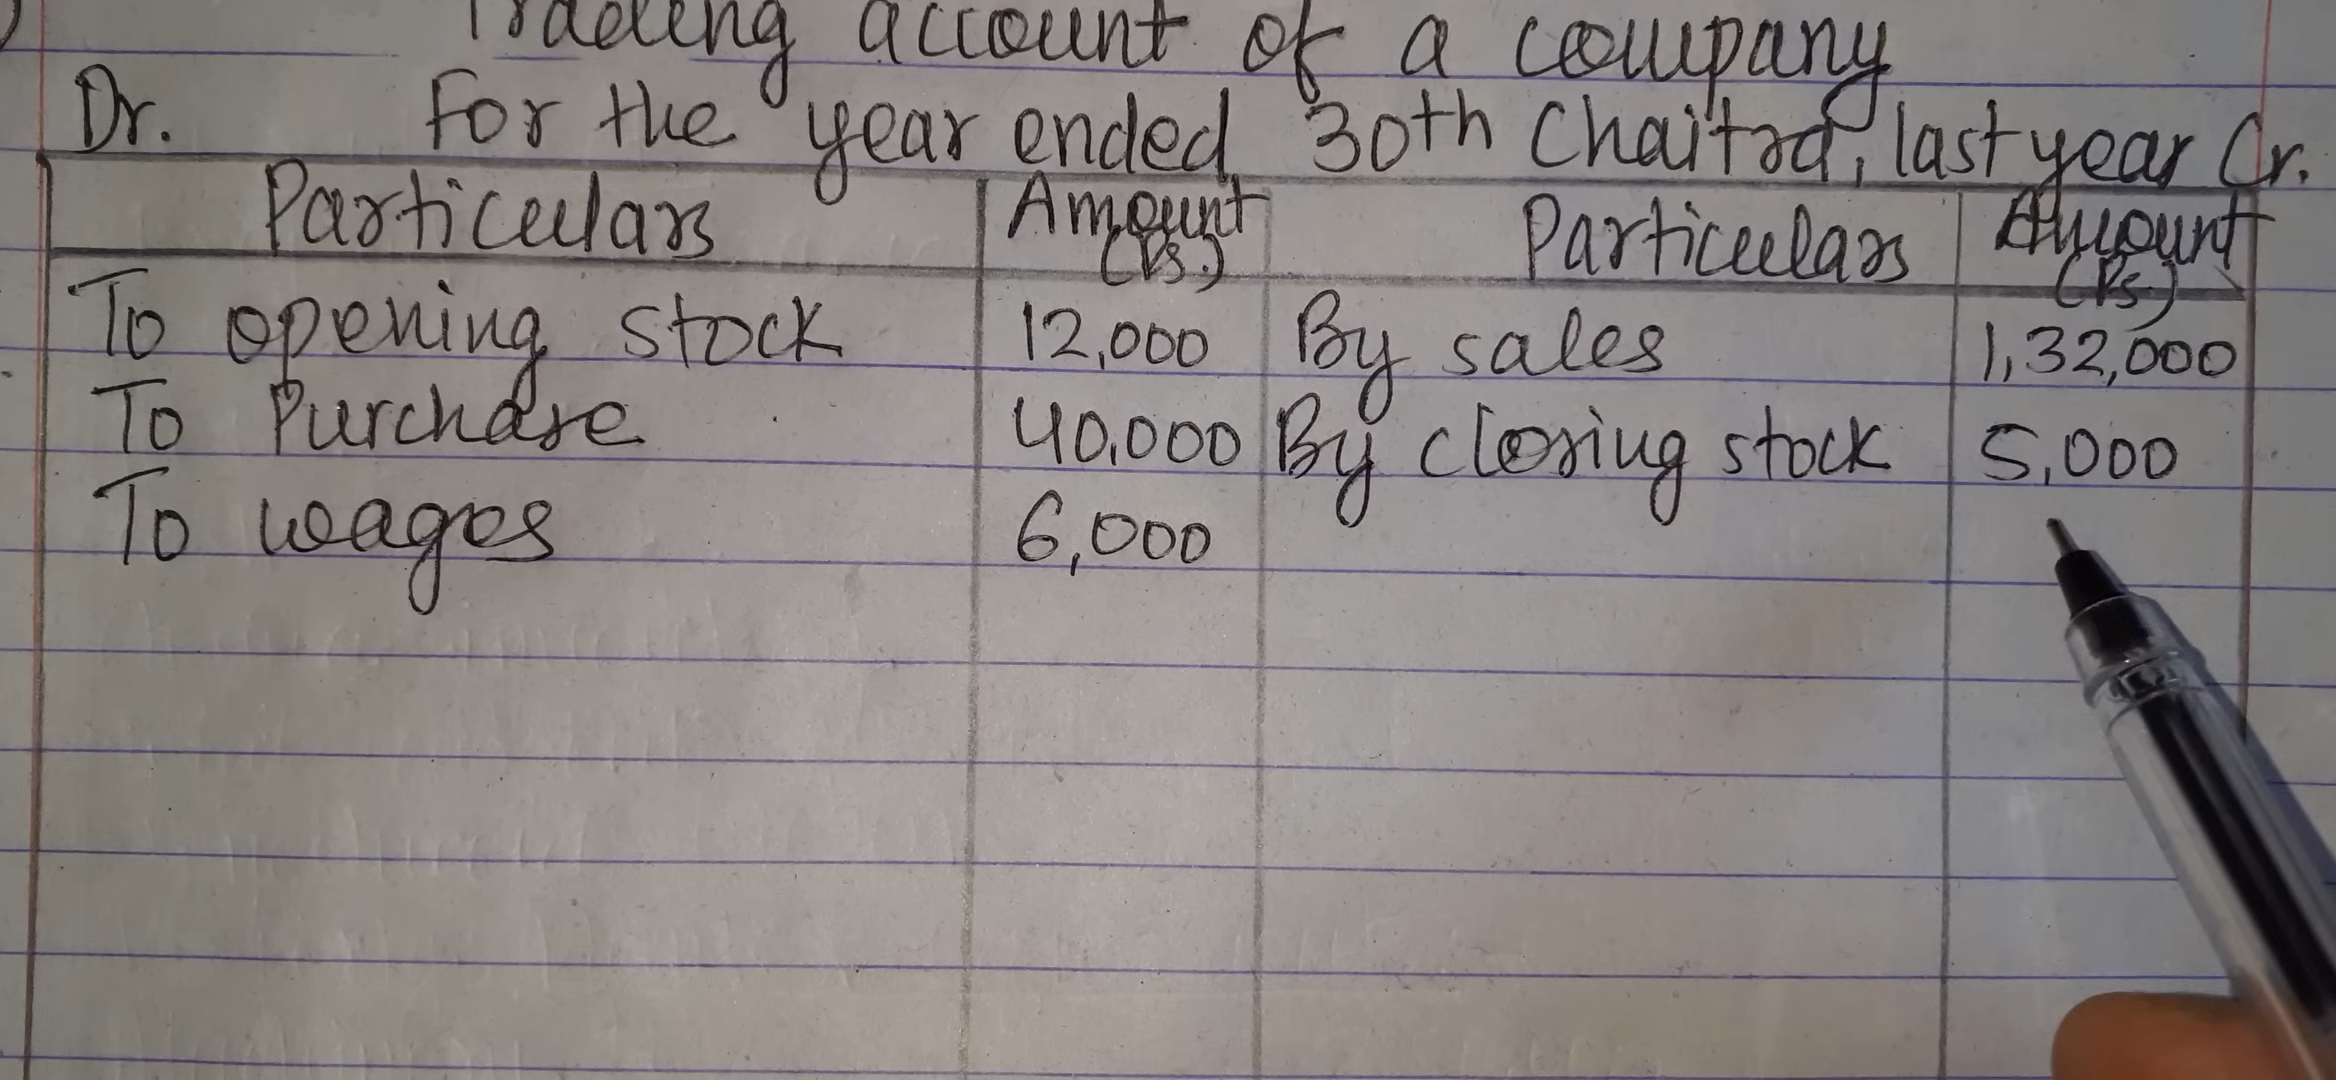 Trading account of a company
Dr. For the year ended 30th Chaitra, last year Cr.
Particulars Amount (Rs.) Particulars Amount (Rs.)
To opening stock 12,000 By sales 1,32,000
To Purchase 40,000 By closing stock 5,000
To wages 6,000